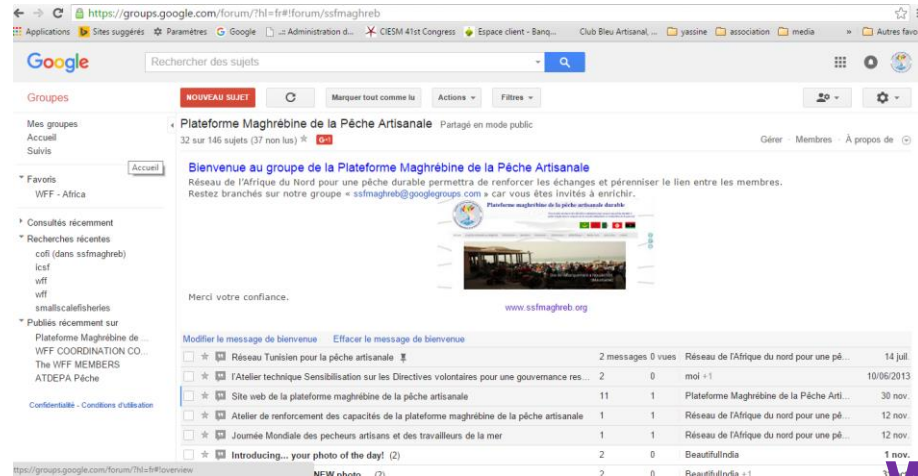 https://groups.google.com/forum/?hl=fr#!forum/ssfmaghreb
Applications Sites suggérés Paramètres Google .:: Administration d... CIESM 41st Congress Espace client - Banq... Club Bleu Artisanal, ... yassine association media » Autres favo
Google Rechercher des sujets
Groupes NOUVEAU SUJET Marquer tout comme lu Actions Filtres
Mes groupes
Accueil
Suivis
Accueil
Favoris
WFF - Africa
Consultés récemment
Recherches récentes
cofi (dans ssfmaghreb)
icsf
wff
wff
smallscalefisheries
Publiés récemment sur
Plateforme Maghrébine de ...
WFF COORDINATION CO...
The WFF MEMBERS
ATDEPA Pêche
Confidentialité - Conditions d'utilisation
Plateforme Maghrébine de la Pêche Artisanale Partagé en mode public
32 sur 146 sujets (37 non lus) G+1 Gérer · Membres · À propos de
Bienvenue au groupe de la Plateforme Maghrébine de la Pêche Artisanale
Réseau de l'Afrique du Nord pour une pêche durable permettra de renforcer les échanges et pérenniser le lien entre les membres.
Restez branchés sur notre groupe « ssfmaghreb@googlegroups.com » car vous êtes invités à enrichir.
Plateforme maghrébine de la pêche artisanale durable
Merci votre confiance.
www.ssfmaghreb.org
Modifier le message de bienvenue Effacer le message de bienvenue
Réseau Tunisien pour la pêche artisanale 2 messages 0 vues Réseau de l'Afrique du nord pour une pê... 14 juil.
l'Atelier technique Sensibilisation sur les Directives volontaires pour une gouvernance res... 2 0 moi +1 10/06/2013
Site web de la plateforme maghrébine de la pêche artisanale 11 1 Plateforme Maghrébine de la Pêche Arti... 30 nov.
Atelier de renforcement des capacités de la plateforme maghrébine de la pêche artisanale 1 1 Réseau de l'Afrique du nord pour une pê... 12 nov.
Journée Mondiale des pecheurs artisans et des travailleurs de la mer 1 1 Réseau de l'Afrique du nord pour une pê... 12 nov.
Introducing... your photo of the day! (2) 2 0 BeautifulIndia 1 nov.
NEW photo (2) 2 0 BeautifulIndia +1
ttps://groups.google.com/forum/?hl=fr#!overview